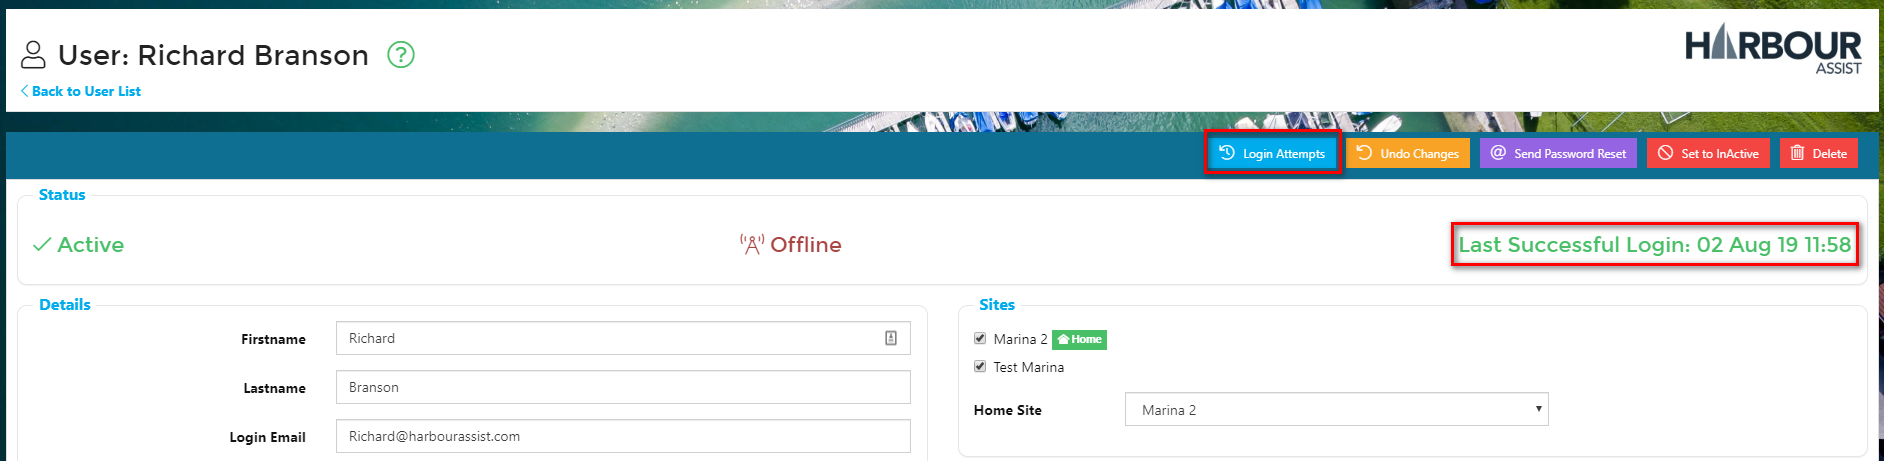 User: Richard Branson ?
HARBOUR
ASSIST
Back to User List
Login Attempts Undo Changes @ Send Password Reset Set to InActive Delete
Status
Active Offline Last Successful Login: 02 Aug 19 11:58
Details Sites
Firstname Richard
Marina 2 Home
Test Marina
Lastname Branson
Home Site Marina 2
Login Email Richard@harbourassist.com